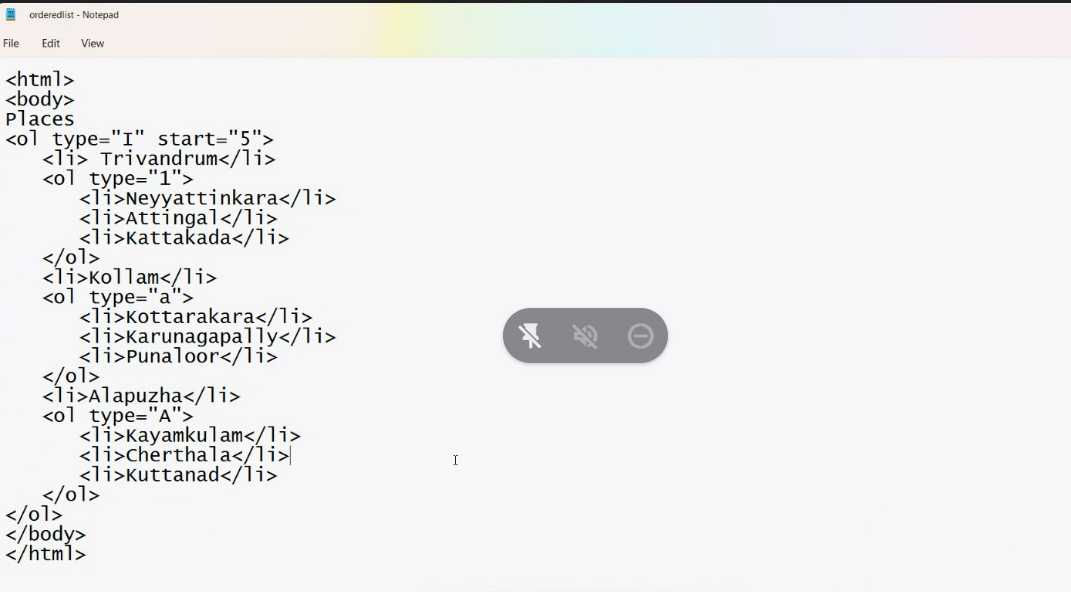 orderedlist - Notepad
File Edit View
<html>
<body>
Places
<ol type="I" start="5">
<li> Trivandrum</li>
<ol type="1">
<li>Neyyattinkara</li>
<li>Attingal</li>
<li>Kattakada</li>
</ol>
<li>Kollam</li>
<ol type="a">
<li>Kottarakara</li>
<li>Karunagapally</li>
<li>Punaloor</li>
</ol>
<li>Alapuzha</li>
<ol type="A">
<li>Kayamkulam</li>
<li>Cherthala</li>
<li>Kuttanad</li>
</ol>
</ol>
</body>
</html>